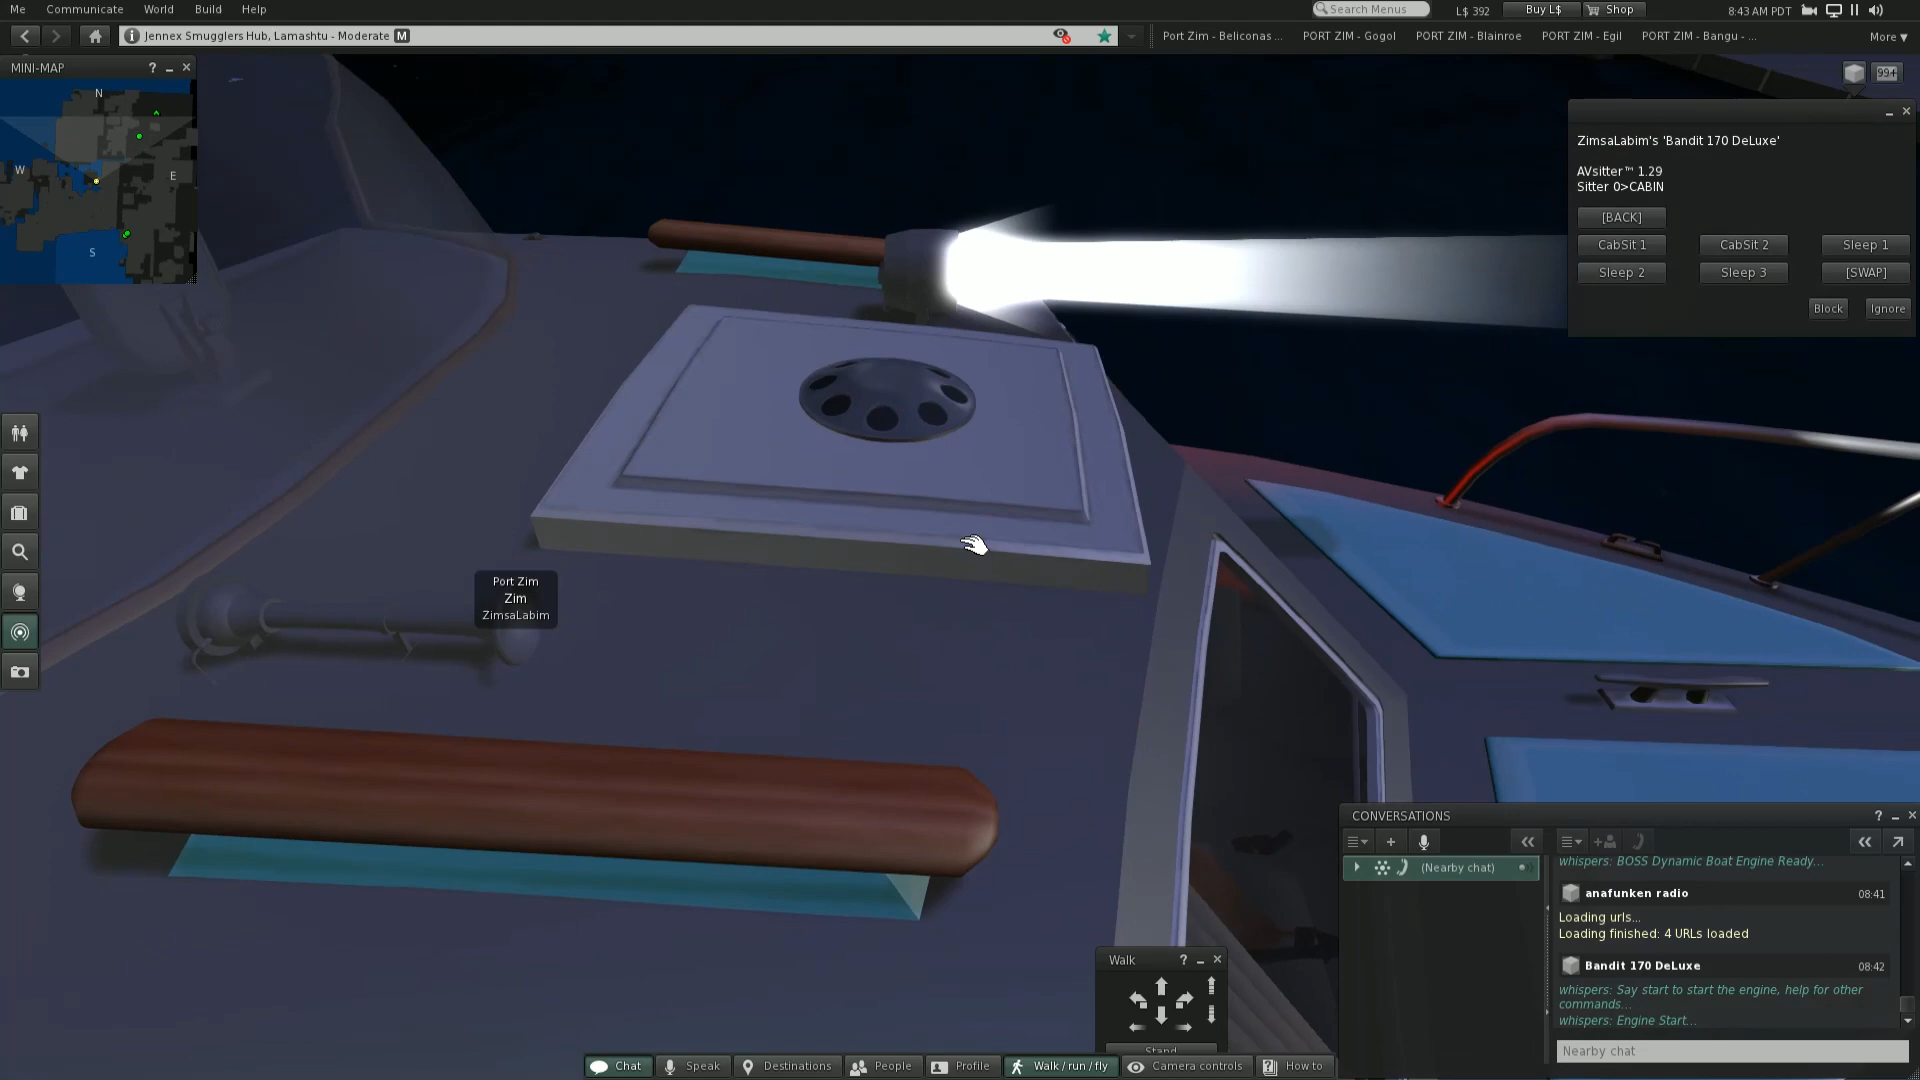 Me Communicate World Build Help
Search Menus L$ 392 Buy L$ Shop 8:43 AM PDT
Jennex Smugglers Hub, Lamashtu - Moderate M
Port Zim - Beliconas ... PORT ZIM - Gogol PORT ZIM - Blainroe PORT ZIM - Egil PORT ZIM - Bangu - ... More
MINI-MAP ?
N
W
E
S
99+
ZimsaLabim's 'Bandit 170 DeLuxe'
AVsitter™ 1.29
Sitter 0>CABIN
[BACK]
CabSit 1 CabSit 2 Sleep 1
Sleep 2 Sleep 3 [SWAP]
Block Ignore
Port Zim
Zim
ZimsaLabim
CONVERSATIONS ?
(Nearby chat)
whispers: BOSS Dynamic Boat Engine Ready...
anafunken radio 08:41
Loading urls...
Loading finished: 4 URLs loaded
Bandit 170 DeLuxe 08:42
whispers: Say start to start the engine, help for other
commands...
whispers: Engine Start...
Nearby chat
Walk ?
Stand
Chat Speak Destinations People Profile Walk / run / fly Camera controls How to